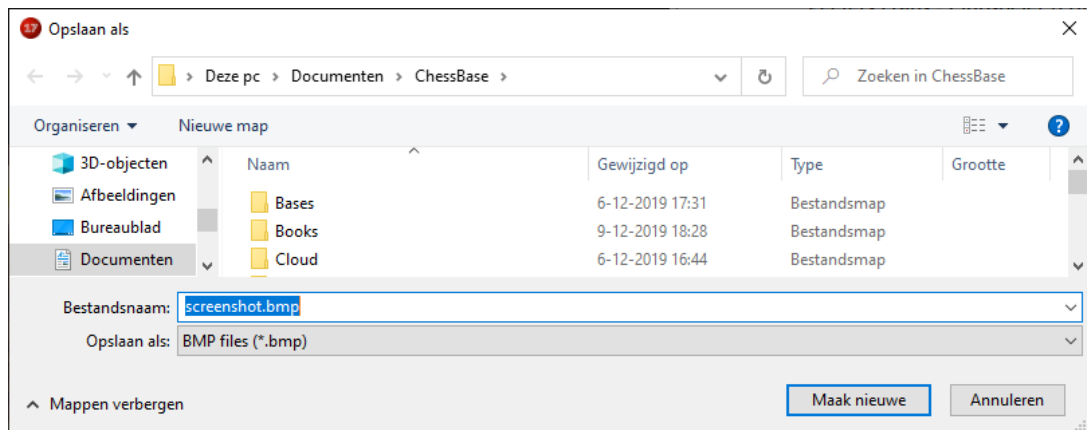 17 Opslaan als
Deze pc > Documenten > ChessBase > Zoeken in ChessBase
Organiseren Nieuwe map ?
3D-objecten Naam Gewijzigd op Type Grootte
Afbeeldingen Bases 6-12-2019 17:31 Bestandsmap
Bureaublad Books 9-12-2019 18:28 Bestandsmap
Documenten Cloud 6-12-2019 16:44 Bestandsmap
Bestandsnaam: screenshot.bmp
Opslaan als: BMP files (*.bmp)
Mappen verbergen Maak nieuwe Annuleren